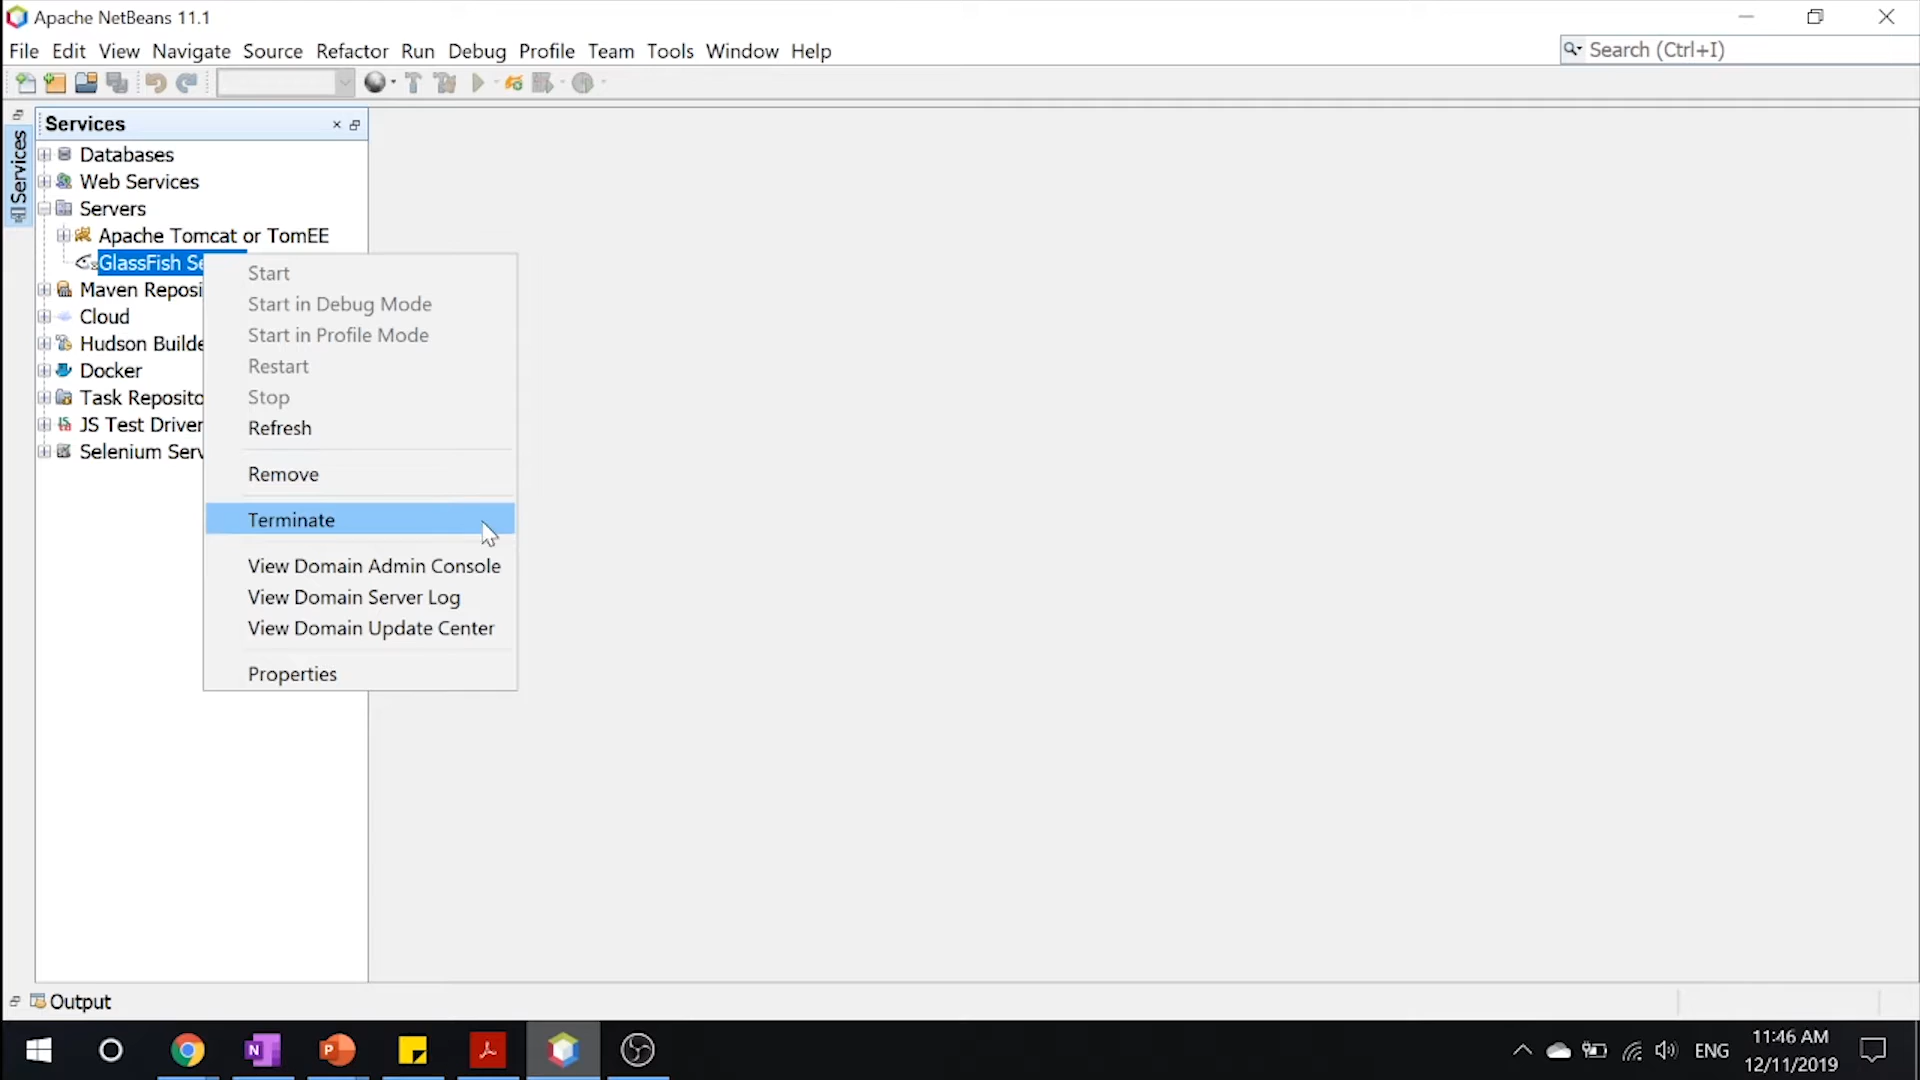 Apache NetBeans 11.1
File Edit View Navigate Source Refactor Run Debug Profile Team Tools Window Help
Search (Ctrl+I)
Services
Services
Databases
Web Services
Servers
Apache Tomcat or TomEE
GlassFish Se
Maven Reposi
Cloud
Hudson Builde
Docker
Task Reposito
JS Test Driver
Selenium Serv
Start
Start in Debug Mode
Start in Profile Mode
Restart
Stop
Refresh
Remove
Terminate
View Domain Admin Console
View Domain Server Log
View Domain Update Center
Properties
Output
ENG
11:46 AM
12/11/2019